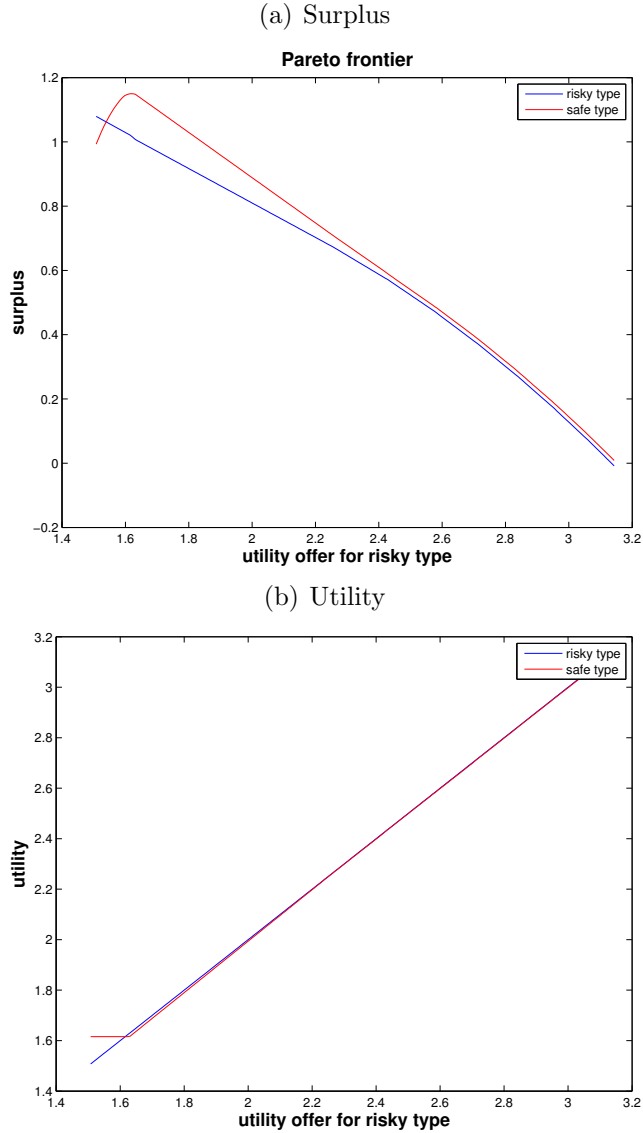 (a) Surplus
Pareto frontier
risky type
safe type
1.2
1
0.8
0.6
0.4
0.2
0
−0.2
surplus
1.4 1.6 1.8 2 2.2 2.4 2.6 2.8 3 3.2
utility offer for risky type
(b) Utility
risky type
safe type
3.2
3
2.8
2.6
2.4
2.2
2
1.8
1.6
1.4
utility
1.4 1.6 1.8 2 2.2 2.4 2.6 2.8 3 3.2
utility offer for risky type